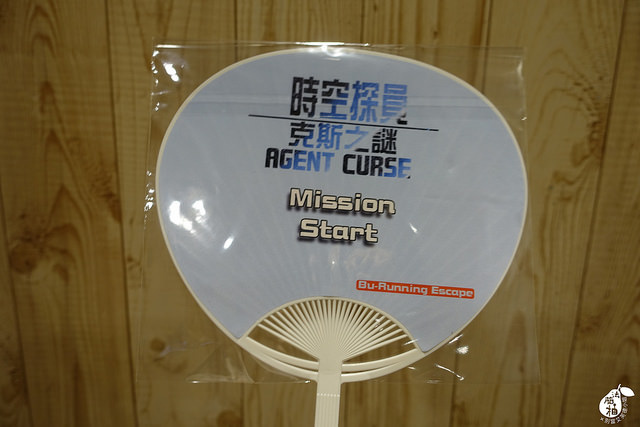 時空探員
克斯之謎
AGENT CURSE
Mission
Start
Bu-Running Escape